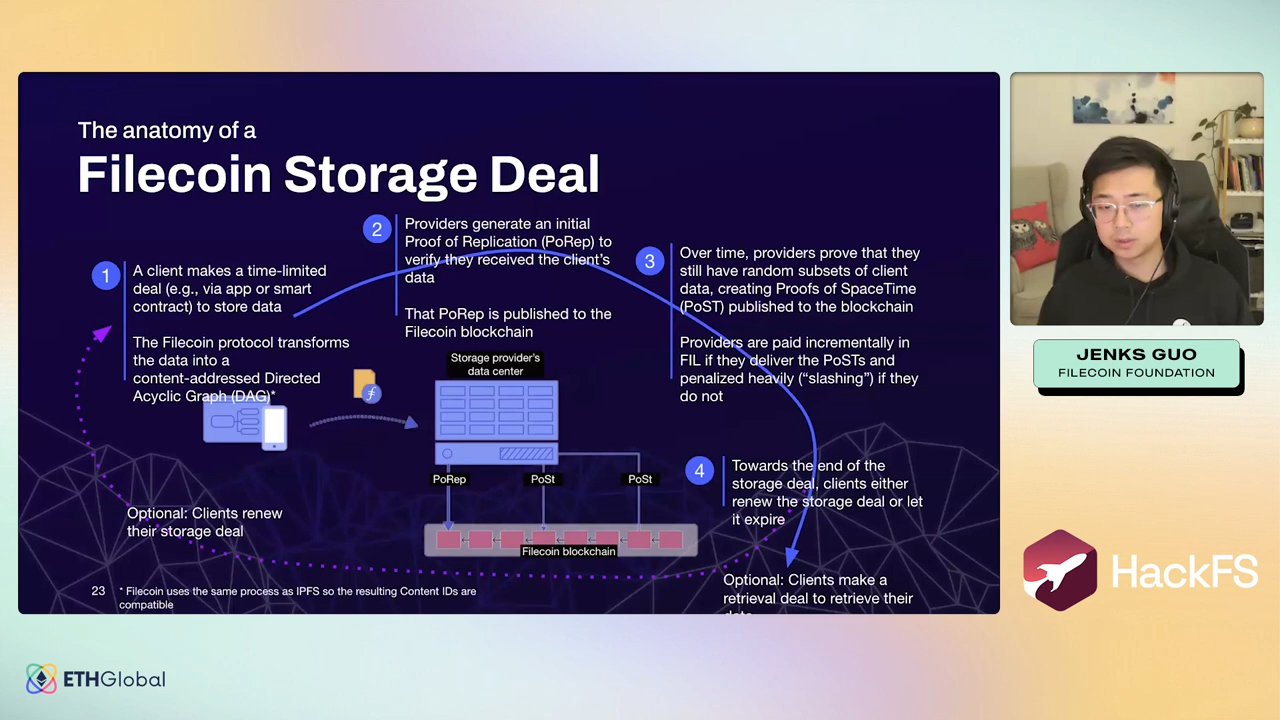 The anatomy of a
Filecoin Storage Deal
1
A client makes a time-limited
deal (e.g., via app or smart
contract) to store data
The Filecoin protocol transforms
the data into a
content-addressed Directed
Acyclic Graph (DAG)*
2
Providers generate an initial
Proof of Replication (PoRep) to
verify they received the client's
data
That PoRep is published to the
Filecoin blockchain
3
Over time, providers prove that they
still have random subsets of client
data, creating Proofs of SpaceTime
(PoST) published to the blockchain
Providers are paid incrementally in
FIL if they deliver the PoSTs and
penalized heavily (“slashing”) if they
do not
Storage provider's
data center
PoRep
PoSt
PoSt
Filecoin blockchain
4
Towards the end of the
storage deal, clients either
renew the storage deal or let
it expire
Optional: Clients renew
their storage deal
Optional: Clients make a
retrieval deal to retrieve their
data
23
* Filecoin uses the same process as IPFS so the resulting Content IDs are
compatible
JENKS GUO
FILECOIN FOUNDATION
HackFS
ETHGlobal